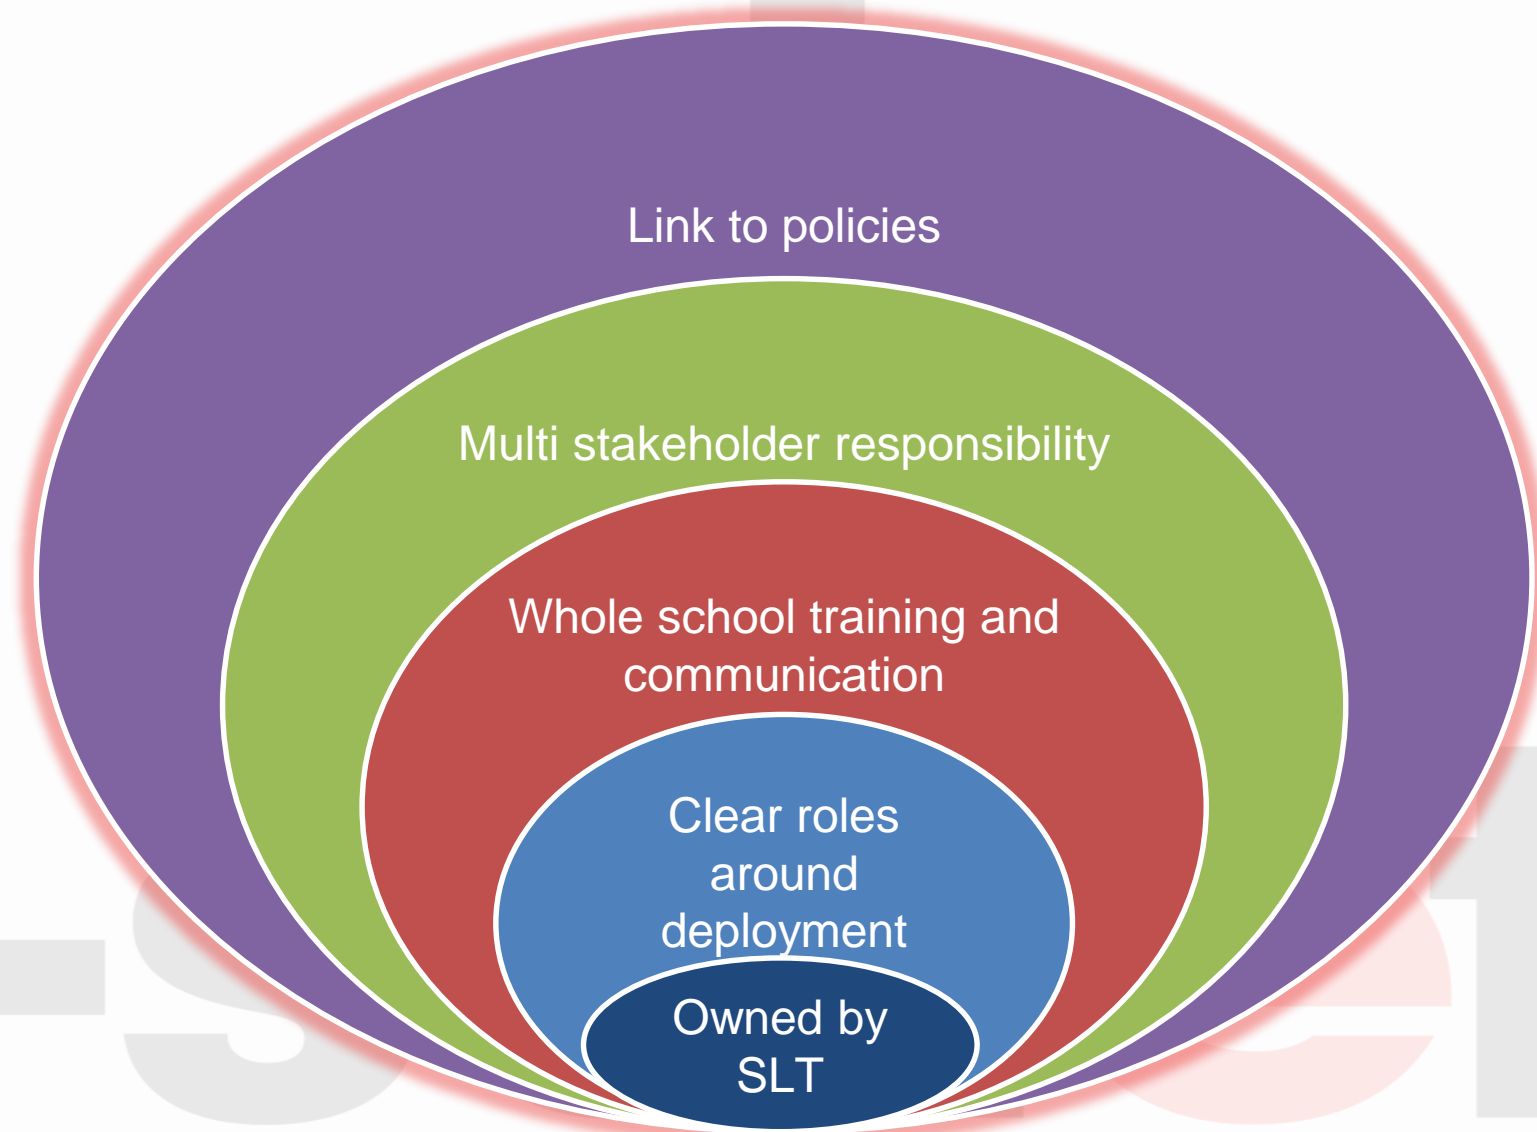 Link to policies
Multi stakeholder responsibility
Whole school training and
communication
Clear roles
around
deployment
Owned by
SLT